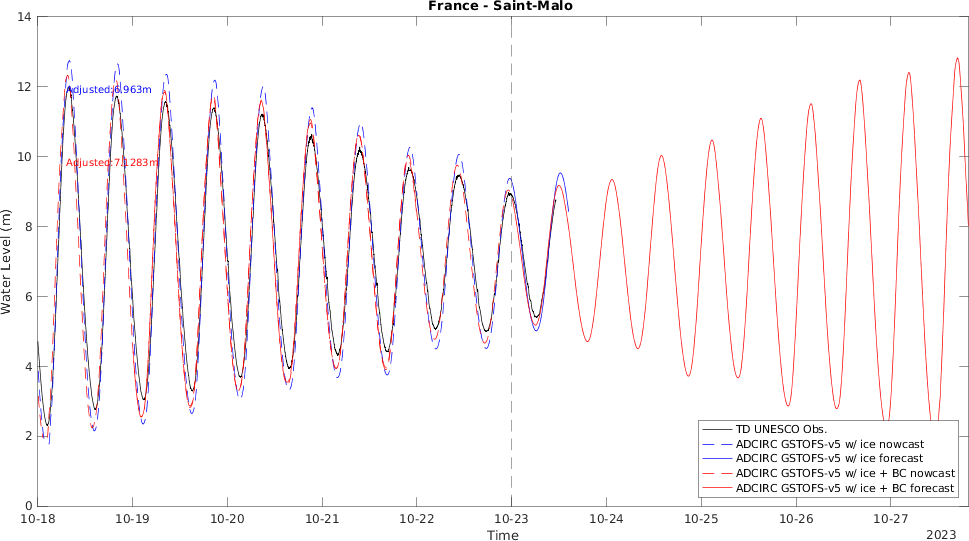 France - Saint-Malo
14
12
10
8
6
4
2
0
Water Level (m)
Adjusted:6.963m
Adjusted:7.1283m
TD UNESCO Obs.
ADCIRC GSTOFS-v5 w/ ice nowcast
ADCIRC GSTOFS-v5 w/ ice forecast
ADCIRC GSTOFS-v5 w/ ice + BC nowcast
ADCIRC GSTOFS-v5 w/ ice + BC forecast
10-18 10-19 10-20 10-21 10-22 10-23 10-24 10-25 10-26 10-27
Time
2023